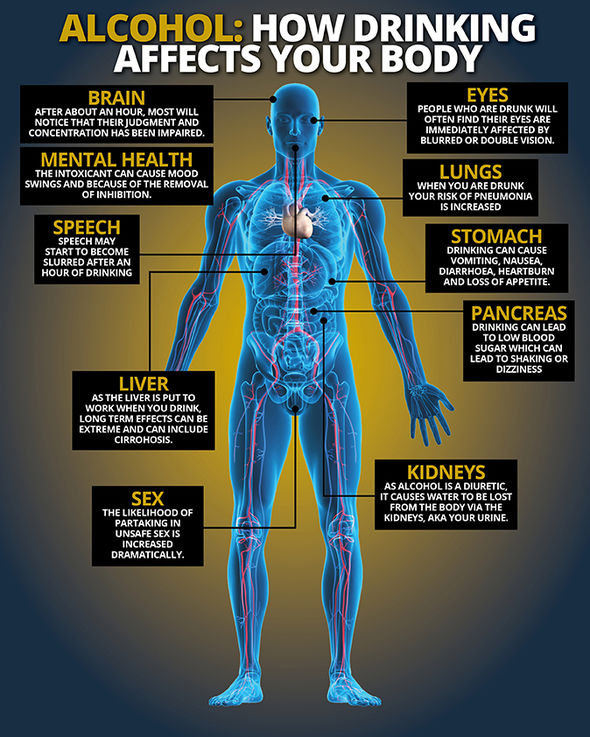 ALCOHOL: HOW DRINKING
AFFECTS YOUR BODY
BRAIN
AFTER ABOUT AN HOUR, MOST WILL
NOTICE THAT THEIR JUDGMENT AND
CONCENTRATION HAS BEEN IMPAIRED.
MENTAL HEALTH
THE INTOXICANT CAN CAUSE MOOD
SWINGS AND BECAUSE OF THE REMOVAL
OF INHIBITION.
SPEECH
SPEECH MAY
START TO BECOME
SLURRED AFTER AN
HOUR OF DRINKING
LIVER
AS THE LIVER IS PUT TO
WORK WHEN YOU DRINK,
LONG TERM EFFECTS CAN BE
EXTREME AND CAN INCLUDE
CIRROHOSIS.
SEX
THE LIKELIHOOD OF
PARTAKING IN
UNSAFE SEX IS
INCREASED
DRAMATICALLY.
EYES
PEOPLE WHO ARE DRUNK WILL
OFTEN FIND THEIR EYES ARE
IMMEDIATELY AFFECTED BY
BLURRED OR DOUBLE VISION.
LUNGS
WHEN YOU ARE DRUNK
YOUR RISK OF PNEUMONIA
IS INCREASED
STOMACH
DRINKING CAN CAUSE
VOMITING, NAUSEA,
DIARRHOEA, HEARTBURN
AND LOSS OF APPETITE.
PANCREAS
DRINKING CAN LEAD
TO LOW BLOOD
SUGAR WHICH CAN
LEAD TO SHAKING OR
DIZZINESS
KIDNEYS
AS ALCOHOL IS A DIURETIC,
IT CAUSES WATER TO BE LOST
FROM THE BODY VIA THE
KIDNEYS, AKA YOUR URINE.